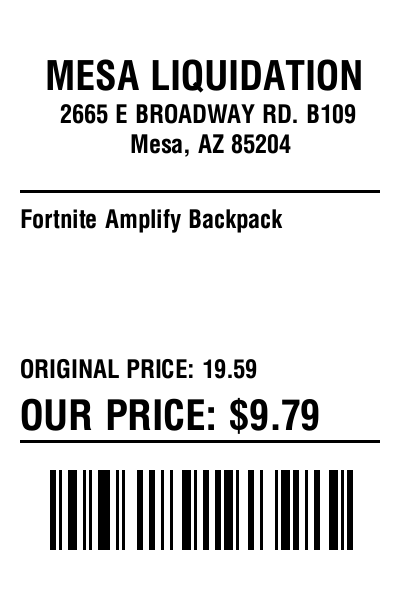 MESA LIQUIDATION
2665 E BROADWAY RD. B109
Mesa, AZ 85204
Fortnite Amplify Backpack
ORIGINAL PRICE: 19.59
OUR PRICE: $9.79